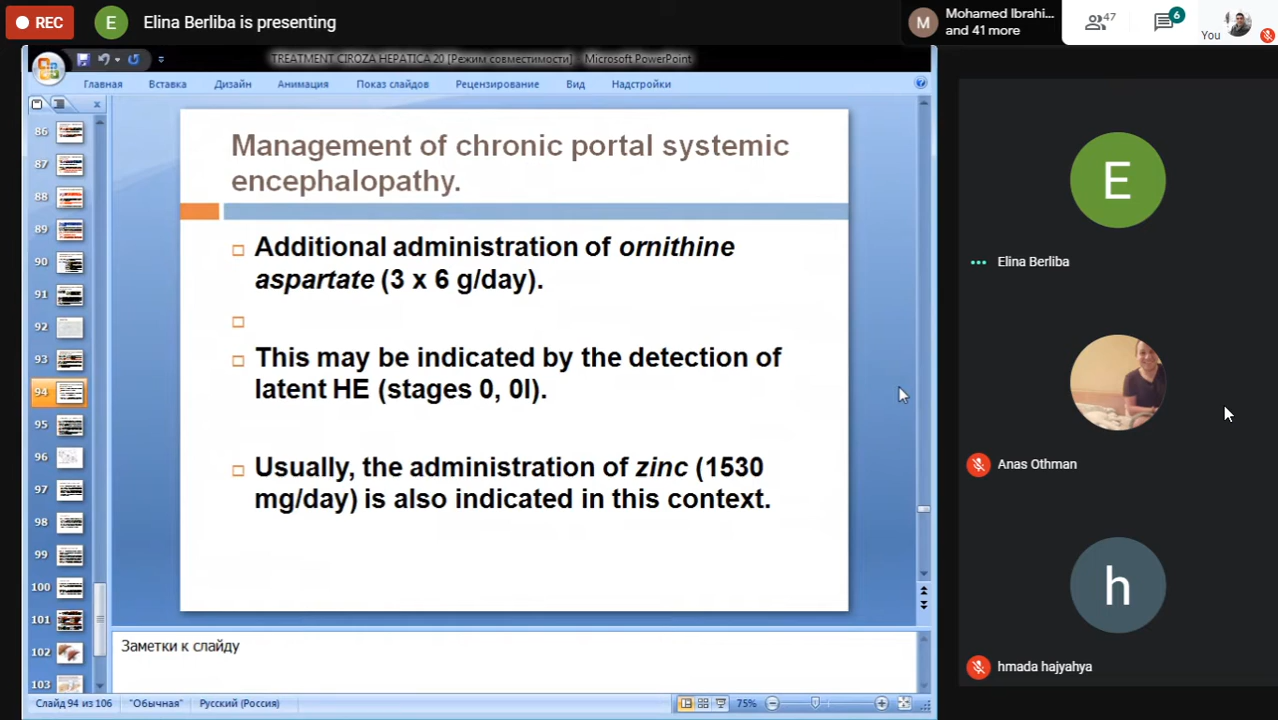 REC
E
Elina Berliba is presenting
M
Mohamed Ibrahi...
and 41 more
47
6
You
TREATMENT CIROZA HEPATICA 20 [Режим совместимости] - Microsoft PowerPoint
Главная
Вставка
Дизайн
Анимация
Показ слайдов
Рецензирование
Вид
Надстройки
86
87
88
89
90
91
92
93
94
95
96
97
98
99
100
101
102
103
Management of chronic portal systemic
encephalopathy.
Additional administration of ornithine
aspartate (3 x 6 g/day).
This may be indicated by the detection of
latent HE (stages 0, 0I).
Usually, the administration of zinc (1530
mg/day) is also indicated in this context.
Заметки к слайду
Слайд 94 из 106
"Обычная"
Русский (Россия)
75%
E
Elina Berliba
Anas Othman
h
hmada hajyahya